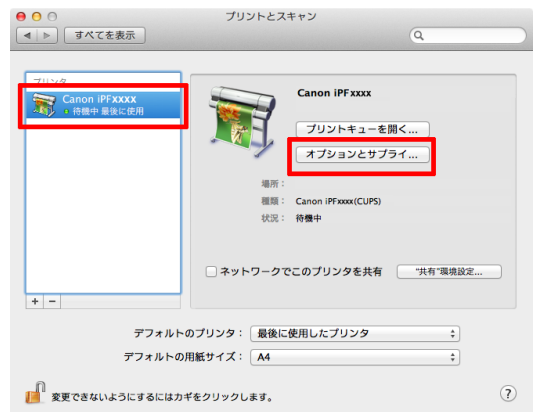 プリントとスキャン
すべてを表示
プリンタ
Canon iPFxxxx
待機中 最後に使用
Canon iPFxxxx
プリントキューを開く...
オプションとサプライ...
場所：
種類： Canon iPFxxxx(CUPS)
状況： 待機中
ネットワークでこのプリンタを共有 "共有"環境設定...
+ −
デフォルトのプリンタ： 最後に使用したプリンタ
デフォルトの用紙サイズ： A4
変更できないようにするにはカギをクリックします。 ?